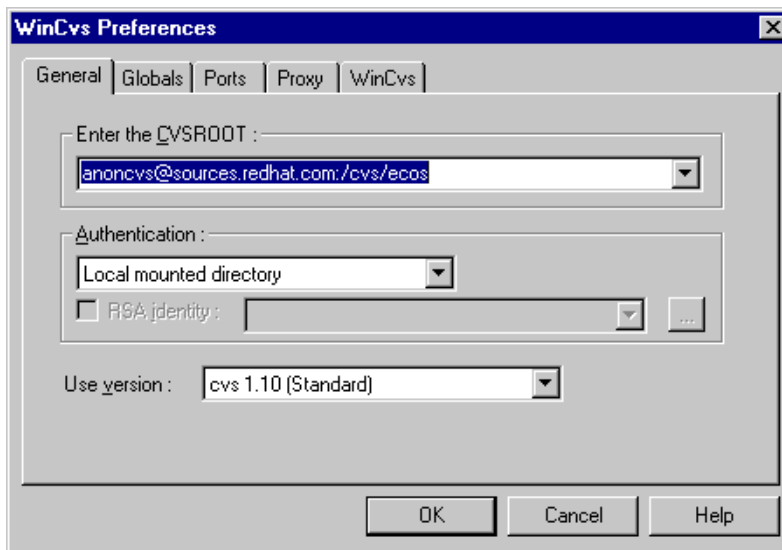 WinCvs Preferences
General Globals Ports Proxy WinCvs
Enter the CVSROOT :
anoncvs@sources.redhat.com:/cvs/ecos
Authentication :
Local mounted directory
RSA identity :
...
Use version : cvs 1.10 (Standard)
OK Cancel Help